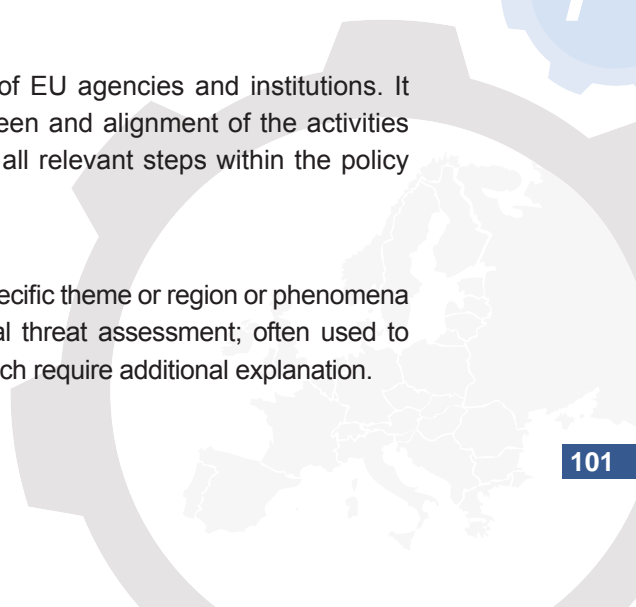 of EU agencies and institutions. It
een and alignment of the activities
all relevant steps within the policy
ecific theme or region or phenomena
al threat assessment; often used to
ch require additional explanation.
101